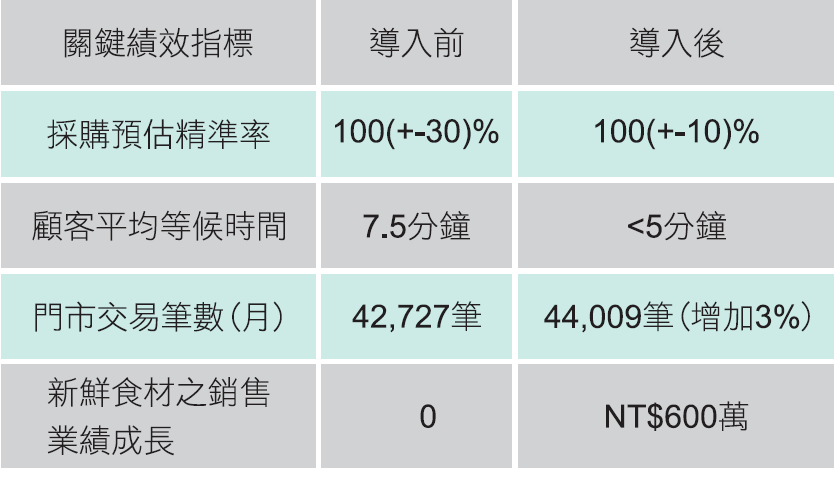 關鍵績效指標 導入前 導入後
採購預估精準率 100(+-30)% 100(+-10)%
顧客平均等候時間 7.5分鐘 <5分鐘
門市交易筆數(月) 42,727筆 44,009筆(增加3%)
新鮮食材之銷售
業績成長 0 NT$600萬